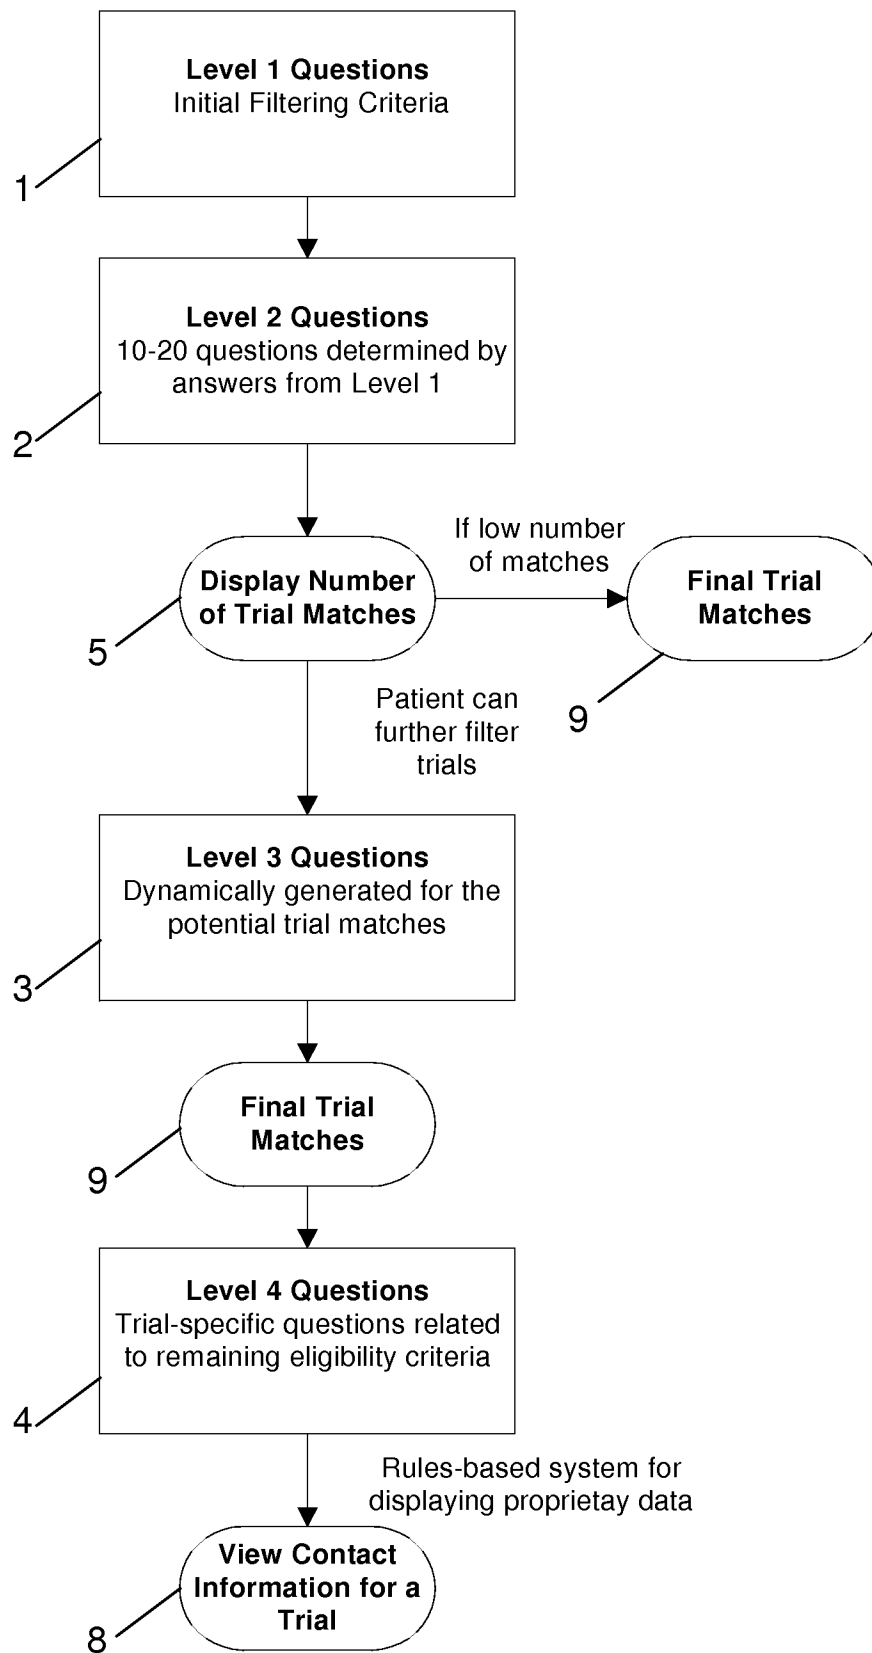 Level 1 Questions
Initial Filtering Criteria
1
Level 2 Questions
10-20 questions determined by
answers from Level 1
2
Display Number
of Trial Matches
5
If low number
of matches
Final Trial
Matches
9
Patient can
further filter
trials
Level 3 Questions
Dynamically generated for the
potential trial matches
3
Final Trial
Matches
9
Level 4 Questions
Trial-specific questions related
to remaining eligibility criteria
4
Rules-based system for
displaying proprietay data
View Contact
Information for a
Trial
8